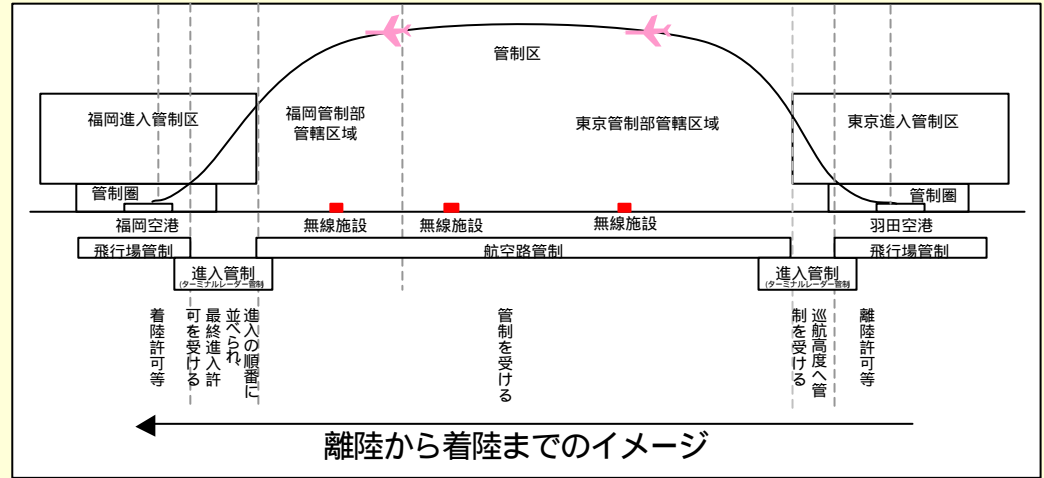 管制区
福岡進入管制区
福岡管制部
管轄区域
東京管制部管轄区域
東京進入管制区
管制圏
管制圏
福岡空港
無線施設
無線施設
無線施設
羽田空港
飛行場管制
航空路管制
飛行場管制
進入管制
(ターミナルレーダー管制
進入管制
(ターミナルレーダー管制
着陸許可等
最終進入許
可を受ける
進入の順番に
並べられ、
管制を受ける
巡航高度へ管
制を受ける
離陸許可等
離陸から着陸までのイメージ